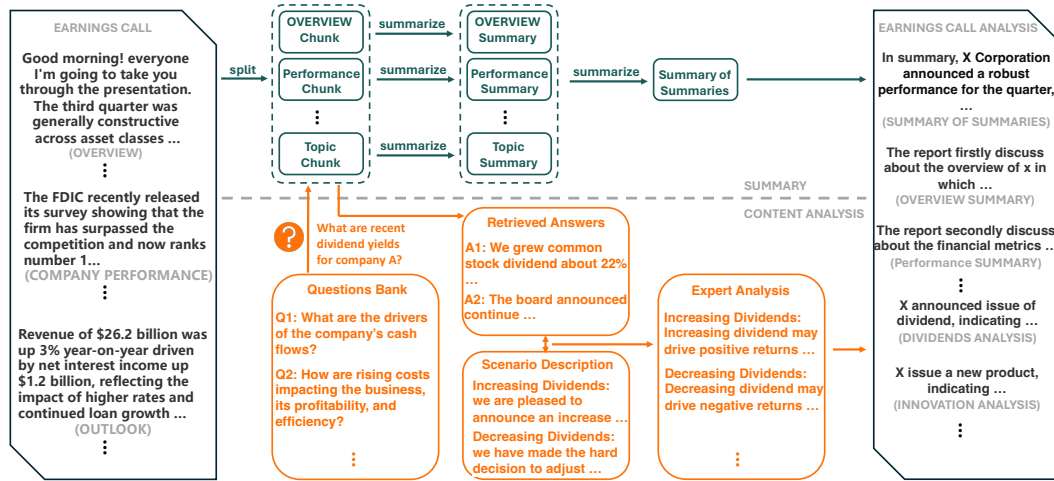 EARNINGS CALL
Good morning! everyone
I'm going to take you
through the presentation.
The third quarter was
generally constructive
across asset classes ...
(OVERVIEW)
The FDIC recently released
its survey showing that the
firm has surpassed the
competition and now ranks
number 1...
(COMPANY PERFORMANCE)
Revenue of $26.2 billion was
up 3% year-on-year driven
by net interest income up
$1.2 billion, reflecting the
impact of higher rates and
continued loan growth ...
(OUTLOOK)
split
OVERVIEW
Chunk
Performance
Chunk
Topic
Chunk
summarize
summarize
summarize
OVERVIEW
Summary
Performance
Summary
Topic
Summary
summarize
Summary of
Summaries
SUMMARY
CONTENT ANALYSIS
?
What are recent
dividend yields
for company A?
Questions Bank
Q1: What are the drivers
of the company's cash
flows?
Q2: How are rising costs
impacting the business,
its profitability, and
efficiency?
Retrieved Answers
A1: We grew common
stock dividend about 22%
...
A2: The board announced
continue ...
Scenario Description
Increasing Dividends:
we are pleased to
announce an increase ...
Decreasing Dividends:
we have made the hard
decision to adjust ...
Expert Analysis
Increasing Dividends:
Increasing dividend may
drive positive returns ...
Decreasing Dividends:
Decreasing dividend may
drive negative returns ...
EARNINGS CALL ANALYSIS
In summary, X Corporation
announced a robust
performance for the quarter,
...
(SUMMARY OF SUMMARIES)
The report firstly discuss
about the overview of x in
which ...
(OVERVIEW SUMMARY)
The report secondly discuss
about the financial metrics ...
(Performance SUMMARY)
X announced issue of
dividend, indicating ...
(DIVIDENDS ANALYSIS)
X issue a new product,
indicating ...
(INNOVATION ANALYSIS)